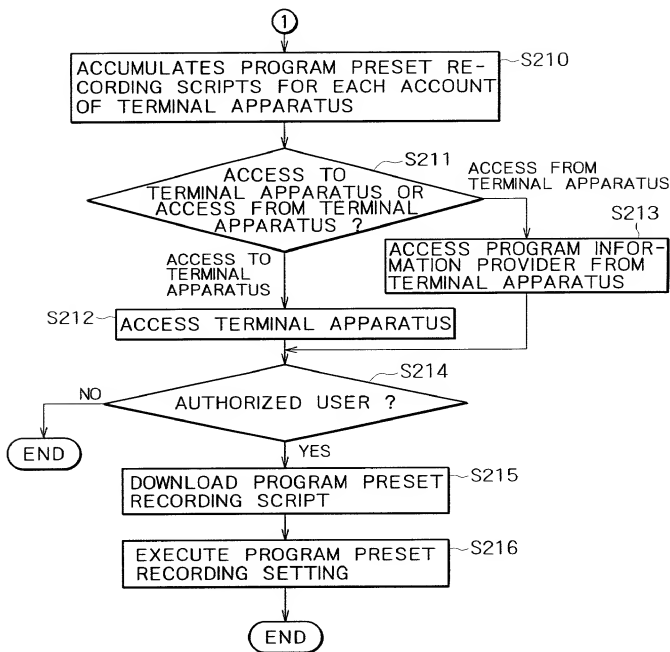 1
ACCUMULATES PROGRAM PRESET RE-
CORDING SCRIPTS FOR EACH ACCOUNT
OF TERMINAL APPARATUS
S210
ACCESS TO
TERMINAL APPARATUS OR
ACCESS FROM TERMINAL
APPARATUS ?
S211
ACCESS FROM
TERMINAL APPARATUS
S213
ACCESS PROGRAM INFOR-
MATION PROVIDER FROM
TERMINAL APPARATUS
ACCESS TO
TERMINAL
APPARATUS
S212
ACCESS TERMINAL APPARATUS
S214
AUTHORIZED USER ?
NO
END
YES
DOWNLOAD PROGRAM PRESET
RECORDING SCRIPT
S215
EXECUTE PROGRAM PRESET
RECORDING SETTING
S216
END